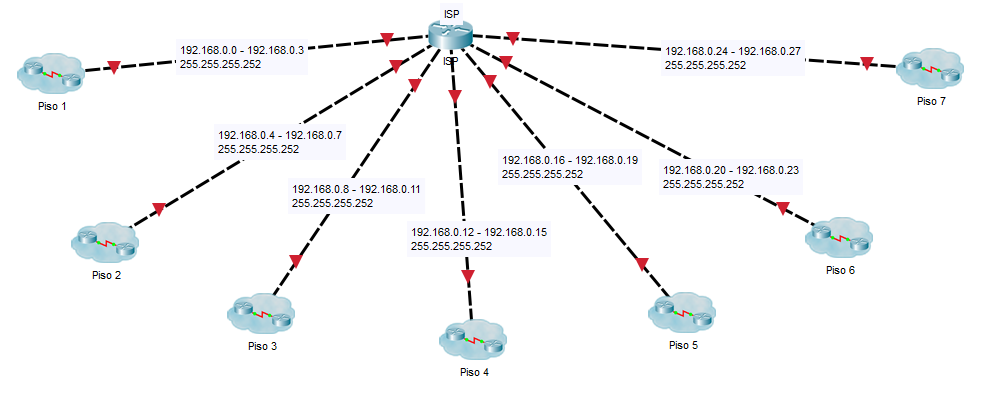 ISP
ISP
192.168.0.0 - 192.168.3
255.255.255.252
Piso 1
192.168.0.24 - 192.168.0.27
255.255.255.252
Piso 7
192.168.0.4 - 192.168.0.7
255.255.255.252
Piso 2
192.168.0.8 - 192.168.0.11
255.255.255.252
Piso 3
192.168.0.12 - 192.168.0.15
255.255.255.252
Piso 4
192.168.0.16 - 192.168.0.19
255.255.255.252
Piso 5
192.168.0.20 - 192.168.0.23
255.255.255.252
Piso 6